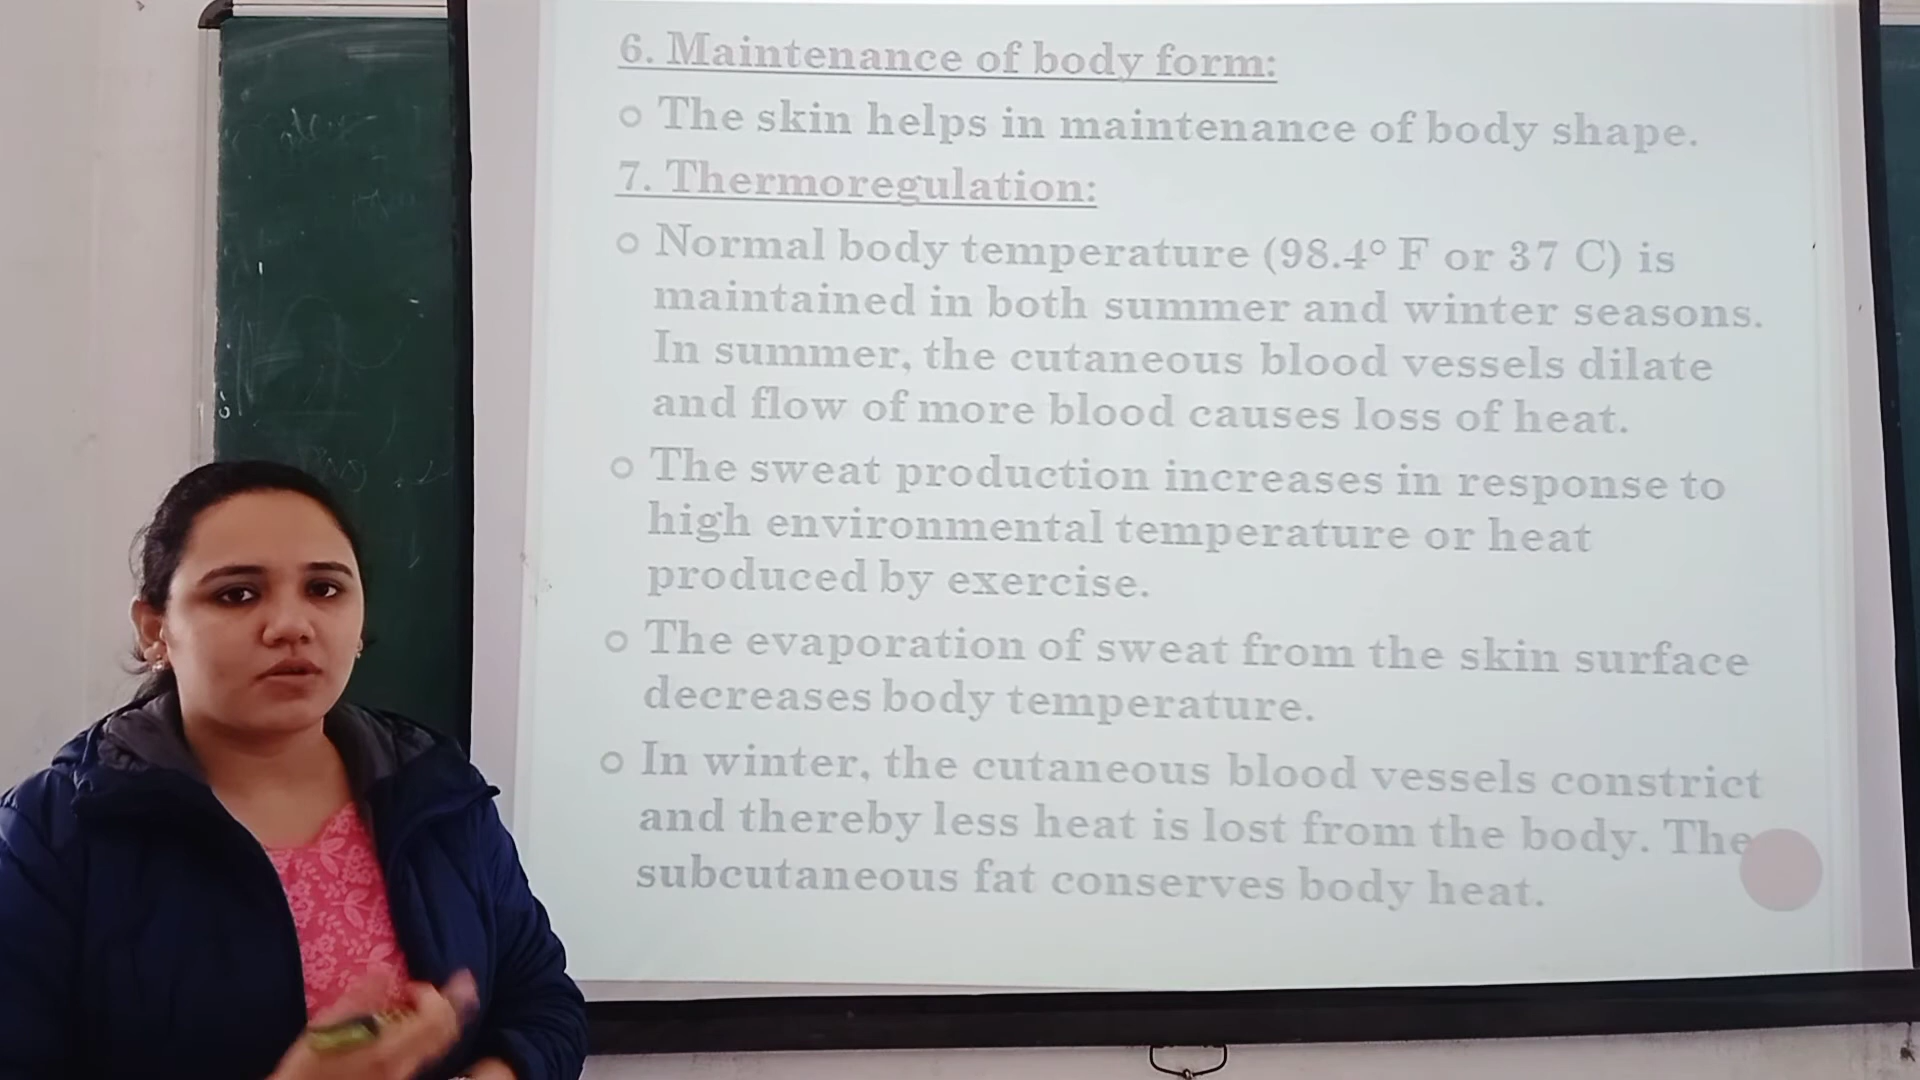 6. Maintenance of body form:
The skin helps in maintenance of body shape.
7. Thermoregulation:
Normal body temperature (98.4° F or 37 C) is
maintained in both summer and winter seasons.
In summer, the cutaneous blood vessels dilate
and flow of more blood causes loss of heat.
The sweat production increases in response to
high environmental temperature or heat
produced by exercise.
The evaporation of sweat from the skin surface
decreases body temperature.
In winter, the cutaneous blood vessels constrict
and thereby less heat is lost from the body. The
subcutaneous fat conserves body heat.